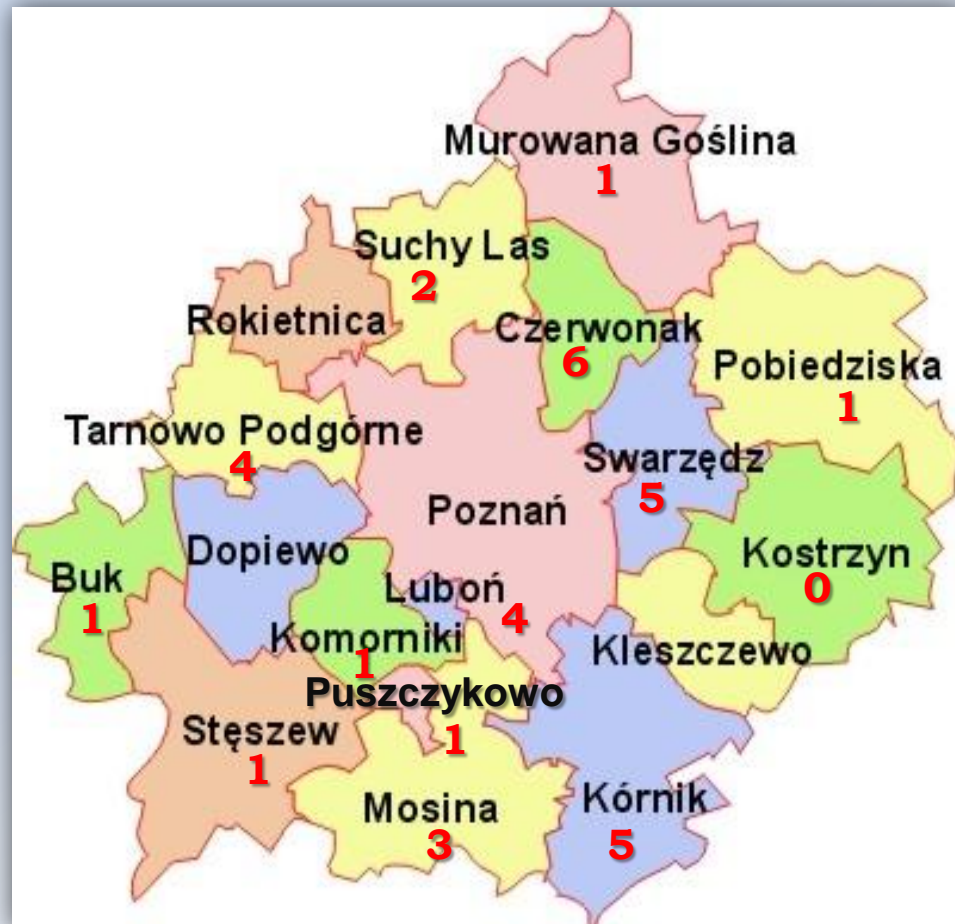 Murowana Goślina
1
Suchy Las
2
Rokietnica
Czerwonak
6
Pobiedziska
1
Tarnowo Podgórne
4
Swarzędz
5
Poznań
Dopiewo
Kostrzyn
0
Buk
1
Luboń
4
Komorniki
1
Kleszczewo
Puszczykowo
1
Stęszew
1
Mosina
3
Kórnik
5